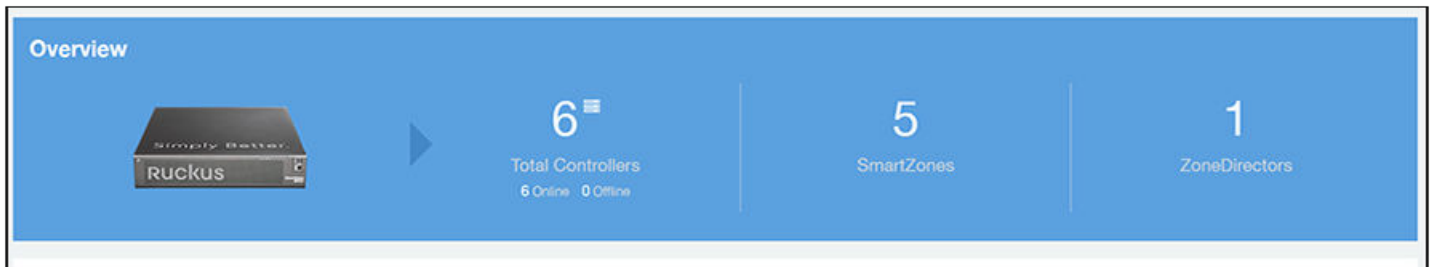 Overview
Simply Better.
RUCKUS
6
Total Controllers
6 Online 0 Offline
5
SmartZones
1
ZoneDirectors